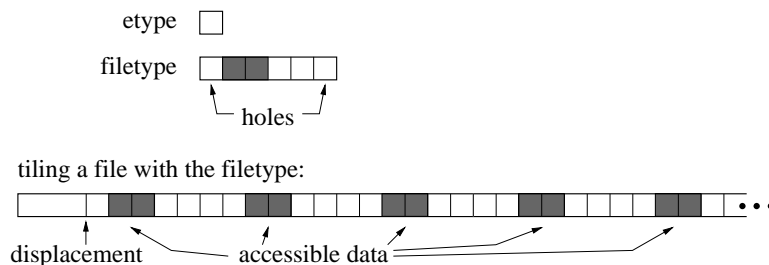 etype
filetype
holes
tiling a file with the filetype:
displacement
accessible data